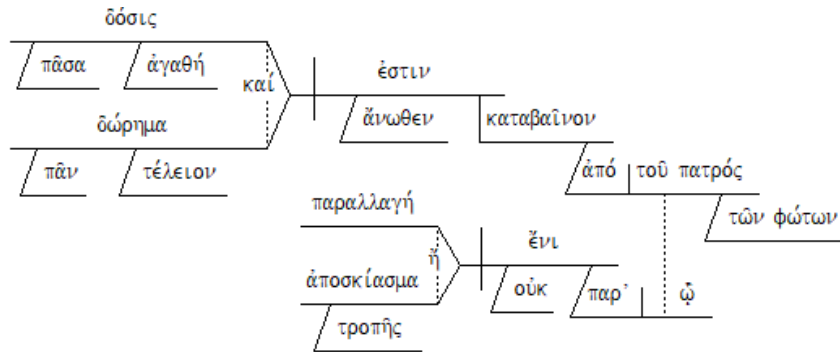 δόσις
πᾶσα ἀγαθή
καί ἐστιν
ἄνωθεν καταβαῖνον
δώρημα
πᾶν τέλειον
ἀπό τοῦ πατρός
τῶν φώτων
παραλλαγή
ἤ ἔνι
ἀποσκίασμα οὐκ παρ' ᾧ
τροπῆς